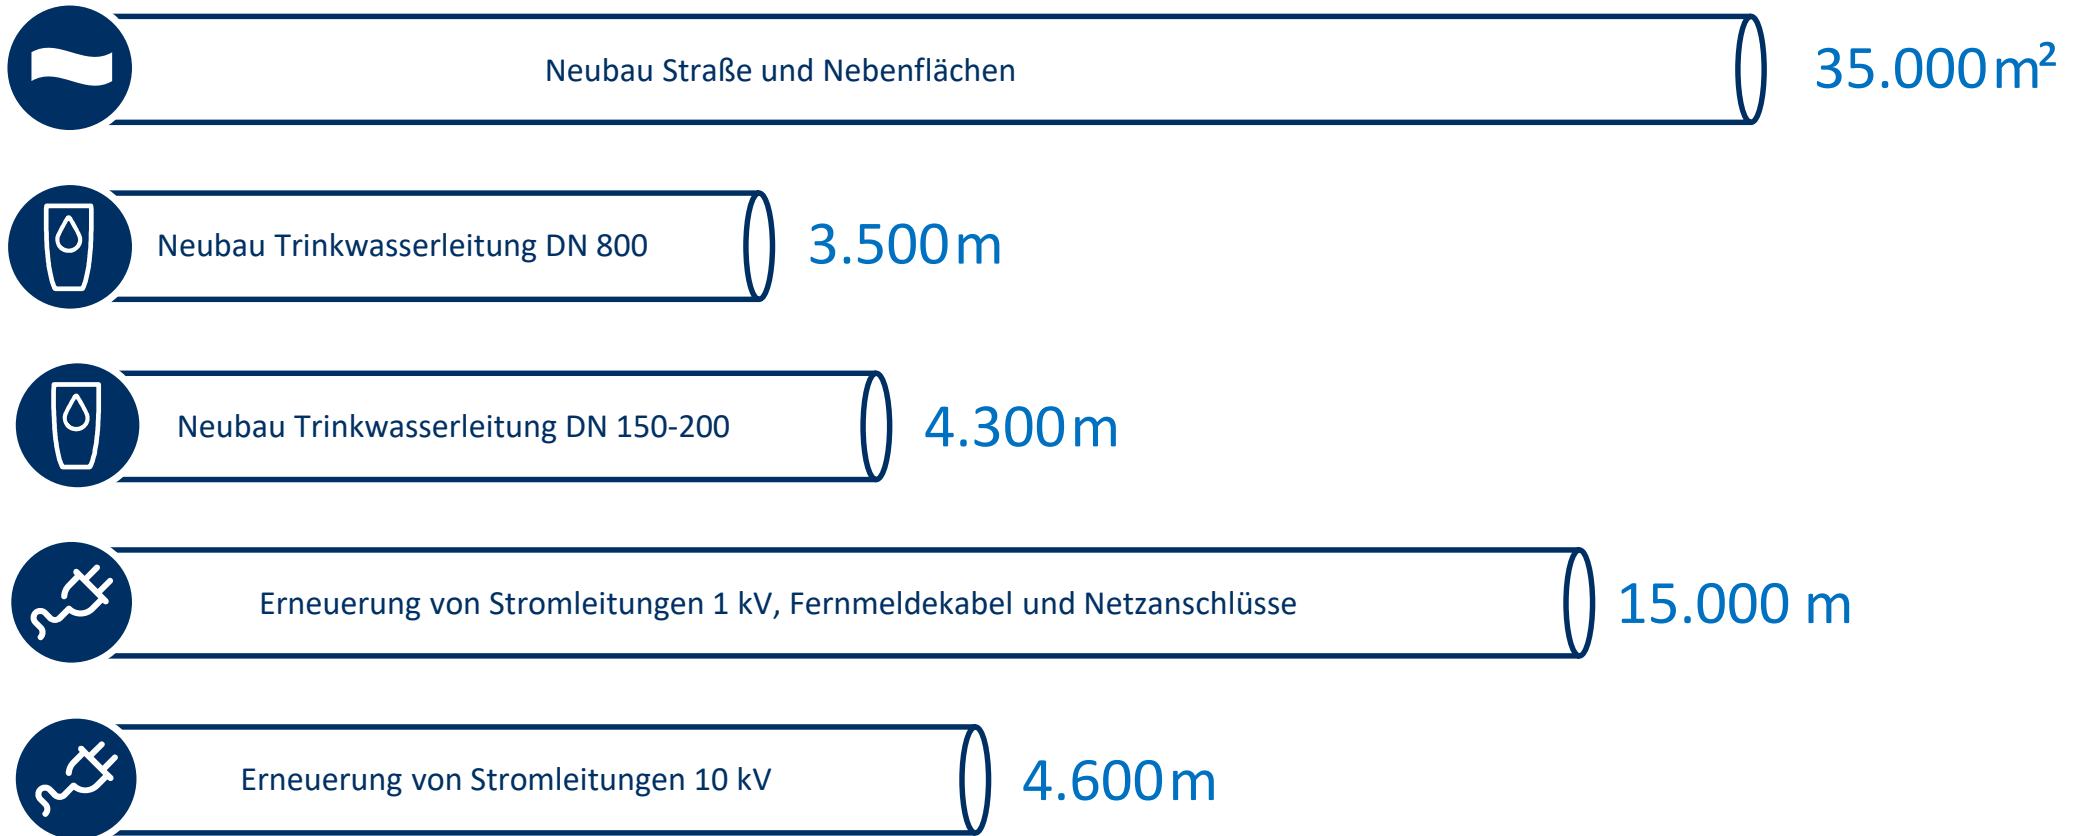 Neubau Straße und Nebenflächen 35.000 m²
Neubau Trinkwasserleitung DN 800 3.500 m
Neubau Trinkwasserleitung DN 150-200 4.300 m
Erneuerung von Stromleitungen 1 kV, Fernmeldekabel und Netzanschlüsse 15.000 m
Erneuerung von Stromleitungen 10 kV 4.600 m